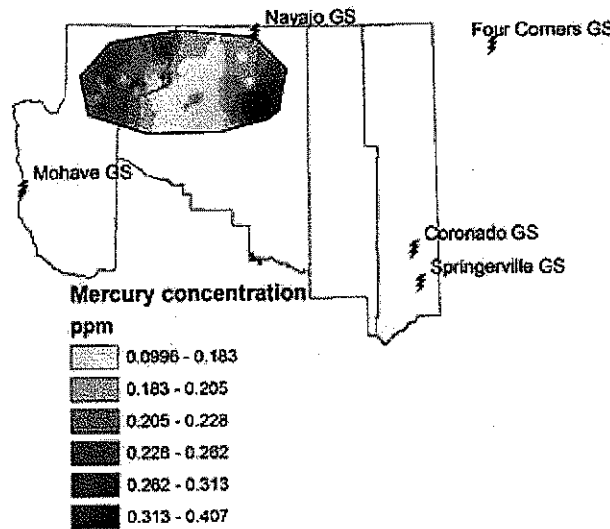 Navajo GS
Four Corners GS
Mohave GS
Coronado GS
Springerville GS
Mercury concentration
ppm
0.0996 - 0.183
0.183 - 0.205
0.205 - 0.228
0.228 - 0.262
0.262 - 0.313
0.313 - 0.407